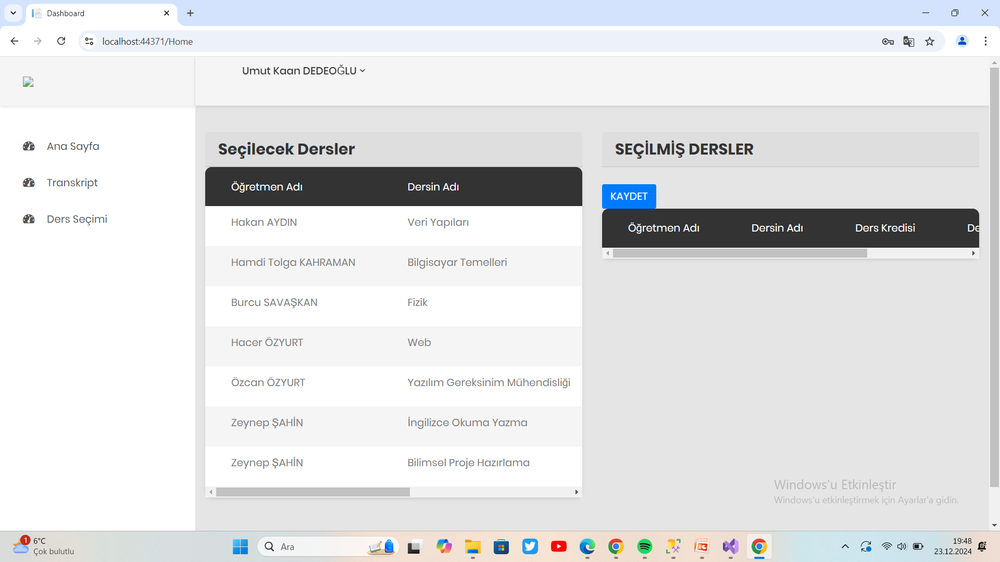 Dashboard
localhost:44371/Home
Umut Kaan DEDEOĞLU
Ana Sayfa
Transkript
Ders Seçimi
Seçilecek Dersler
Öğretmen Adı Dersin Adı
Hakan AYDIN Veri Yapıları
Hamdi Tolga KAHRAMAN Bilgisayar Temelleri
Burcu SAVAŞKAN Fizik
Hacer ÖZYURT Web
Özcan ÖZYURT Yazılım Gereksinim Mühendisliği
Zeynep ŞAHİN İngilizce Okuma Yazma
Zeynep ŞAHİN Bilimsel Proje Hazırlama
SEÇİLMİŞ DERSLER
KAYDET
Öğretmen Adı Dersin Adı Ders Kredisi De
Windows'u Etkinleştir
Windows'u etkinleştirmek için Ayarlar'a gidin.
1
6°C
Çok bulutlu
Ara
19:48
23.12.2024